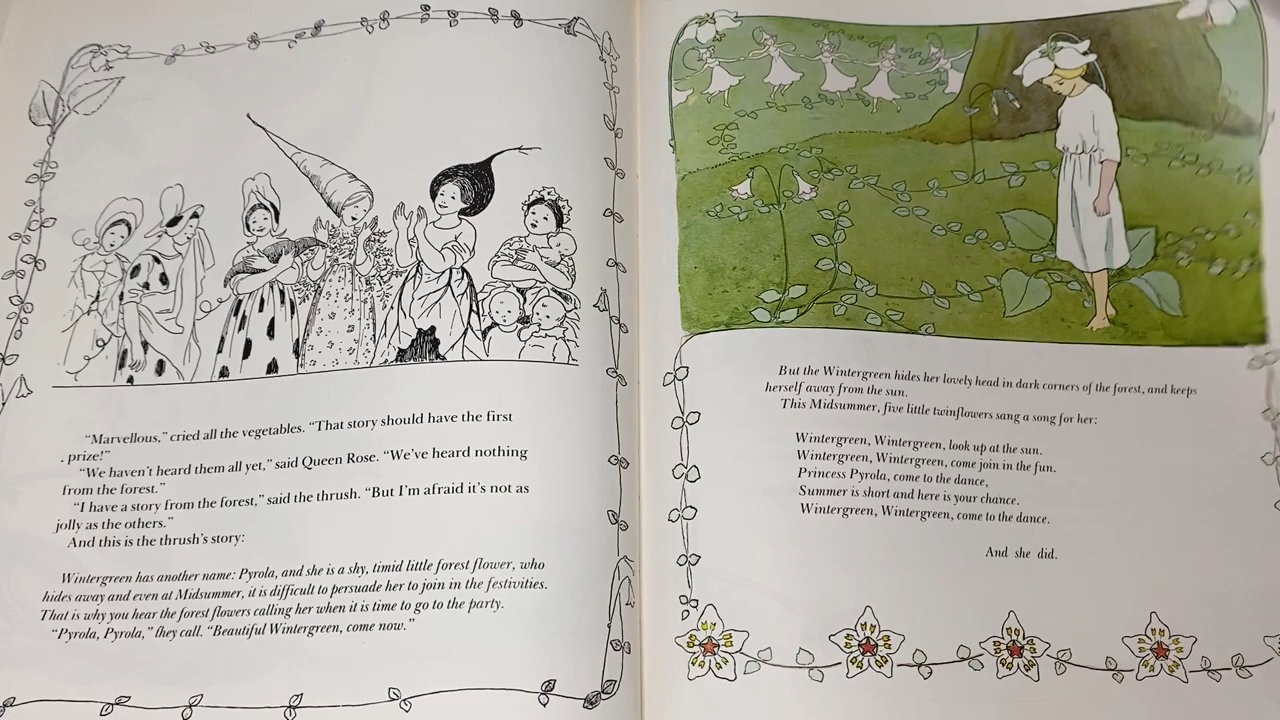 "Marvellous," cried all the vegetables. "That story should have the first
prize!"
"We haven't heard them all yet," said Queen Rose. "We've heard nothing
from the forest."
"I have a story from the forest," said the thrush. "But I'm afraid it's not as
jolly as the others."
And this is the thrush's story:
Wintergreen has another name: Pyrola, and she is a shy, timid little forest flower, who
hides away and even at Midsummer, it is difficult to persuade her to join in the festivities.
That is why you hear the forest flowers calling her when it is time to go to the party.
"Pyrola, Pyrola," they call. "Beautiful Wintergreen, come now."
But the Wintergreen hides her lovely head in dark corners of the forest, and keeps
herself away from the sun.
This Midsummer, five little twinflowers sang a song for her:
Wintergreen, Wintergreen, look up at the sun.
Wintergreen, Wintergreen, come join in the fun.
Princess Pyrola, come to the dance,
Summer is short and here is your chance.
Wintergreen, Wintergreen, come to the dance.
And she did.